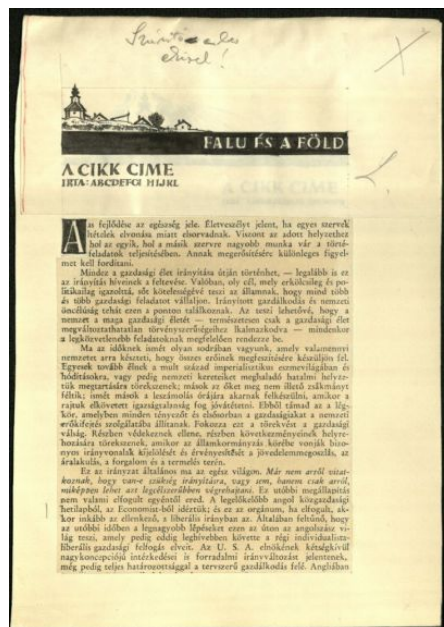 FALU ÉS A FÖLD
A CIKK CIME
IRTA: ABCDEFGI HIJKL
Az fejlődése az egészség jele. Életveszélyt jelent, ha egyes szervek
tételek elvonása miatt elsorvadnak. Viszont az adott helyzethez
hol az egyik, hol a másik szervre nagyobb munka vár a törté-
feladatok teljesítésében. Annak megerősítésére különleges figyel-
met kell fordítani.
Mindez a gazdasági élet irányítása útján történhet, — legalább is ez
az irányítás híveinek a feltevése. Valóban, oly cél, mely erkölcsileg és po-
litikailag igazolttá, sőt kötelességévé teszi az államnak, hogy mind több
és több gazdasági feladatot vállaljon. Irányított gazdálkodás és nemzeti
öncélúság tehát ezen a ponton találkoznak. Az teszi lehetővé, hogy a
nemzet a maga gazdasági életét — természetesen csak a gazdasági élet
megváltoztathatatlan törvényszerűségeihez alkalmazkodva — mindenkor
a legkötetlenebb feladatoknak megfelelően rendezze be.
Ma az időknek ismét olyan sodrában vagyunk, amely valamennyi
nemzetet arra készteti, hogy összes erőinek megfeszítésére készüljön fel.
Egyesek tovább élnek a mult század imperialisztikus eszmevilágában és
hódításokra, vagy pedig nemzeti kereteiket meghaladó hatalmi helyze-
tük megtartására törekszenek; mások az őket meg nem illető zsákmányt
féltik; ismét mások a leszámolás órájára akarnak felkészülni, amikor a
rajtuk elkövetett igazságtalanság fog jóvátétetni. Ebből támad az a lég-
kör, amelyben minden tényezőt és elsősorban a gazdaságiakat a nemzeti
erőkifejtés szolgálatába állítanak. Fokozza ezt a törekvést a gazdasági
válság. Részben védekeznek ellene, részben következményeinek helyre-
hozására törekszenek, amikor az államkormányzás körébe vonják bizo-
nyos irányvonalak kijelölését és érvényesítését a jövedelemmegoszlás, az
áralakulás, a forgalom és a termelés terén.
Ez az irányzat általános ma az egész világon. Már nem arról vitat-
koznak, hogy van-e szükség irányításra, vagy sem, hanem csak arról,
miképpen lehet azt legcélszerűbben végrehajtani. Ez utóbbi megállapítás
nem valami elfogult egyéntől ered. A legelőkelőbb angol közgazdasági
hetilapból, az Economist-ből idéztük; és ez az orgánum, ha elfogult, ak-
kor inkább az ellenkező, a liberális irányban az. Általában feltűnő, hogy
az utóbbi időben a legnagyobb lépéseket ezen az úton az angolszász vi-
lág teszi, amely pedig eddig leghívebben követte a régi individualista-
liberális gazdasági felfogás elveit. Az U. S. A. elnökének kétségkívül
nagykoncepciójú intézkedései is forradalmi irányváltozást jelentenek,
még pedig teljes határozottsággal a tervszerű gazdálkodás felé. Angliában